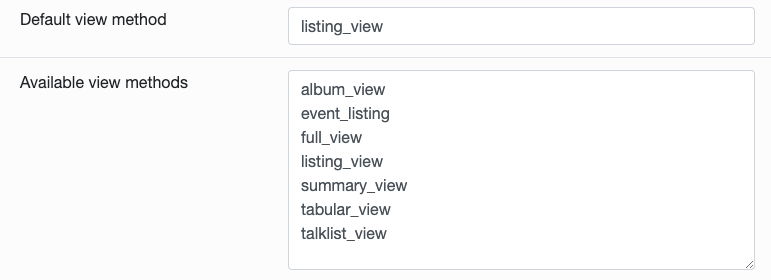 Default view method
listing_view
Available view methods
album_view
event_listing
full_view
listing_view
summary_view
tabular_view
talklist_view